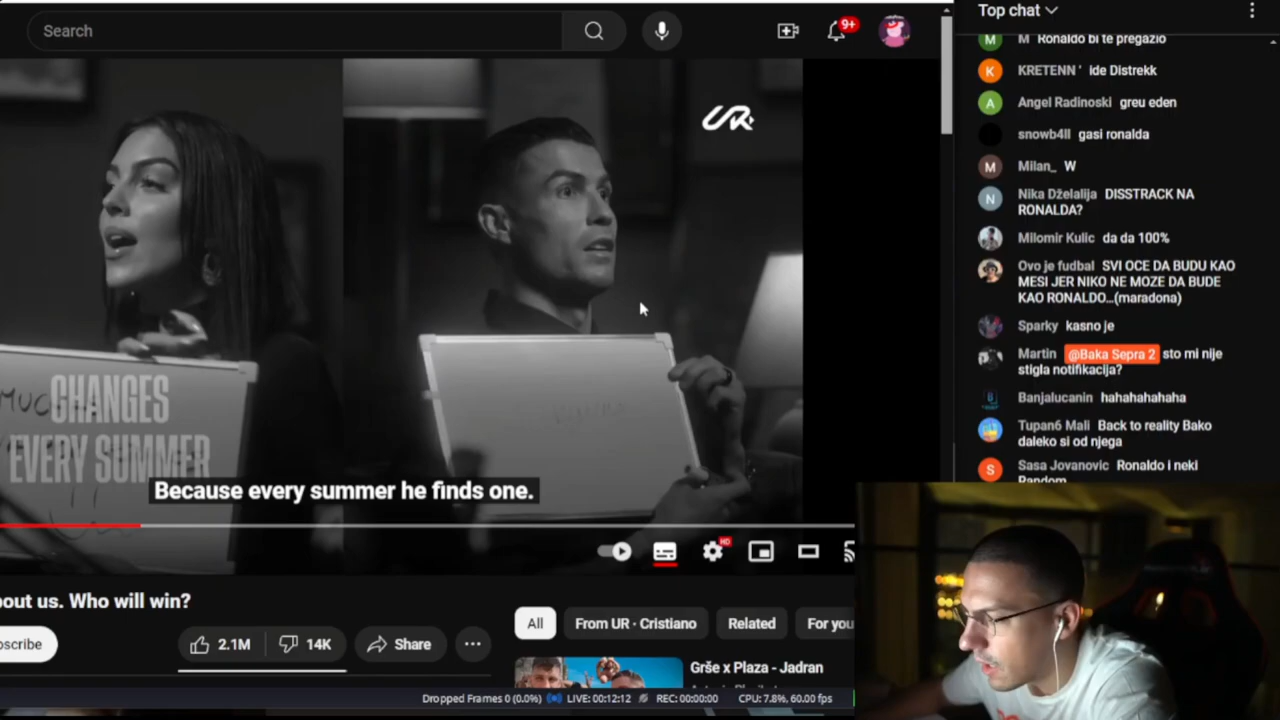 Search
9+
UR
CHANGES
EVERY SUMMER
Because every summer he finds one.
HD
out us. Who will win?
scribe
2.1M
14K
Share
All
From UR · Cristiano
Related
For you
Grše x Plaza - Jadran
Dropped Frames 0 (0.0%)
LIVE: 00:12:12
REC: 00:00:00
CPU: 7.8%, 60.00 fps
Top chat
M M Ronaldo bi te pregazio
K KRETENN ' ide Distrekk
A Angel Radinoski greu eden
snowb4ll gasi ronalda
M Milan_ W
N Nika Dželalija DISSTRACK NA
RONALDA?
Milomir Kulic da da 100%
Ovo je fudbal SVI OCE DA BUDU KAO
MESI JER NIKO NE MOZE DA BUDE
KAO RONALDO...(maradona)
Sparky kasno je
Martin @Baka Sepra 2 sto mi nije
stigla notifikacija?
Banjalucanin hahahahahaha
Tupan6 Mali Back to reality Bako
daleko si od njega
S Sasa Jovanovic Ronaldo i neki
Random